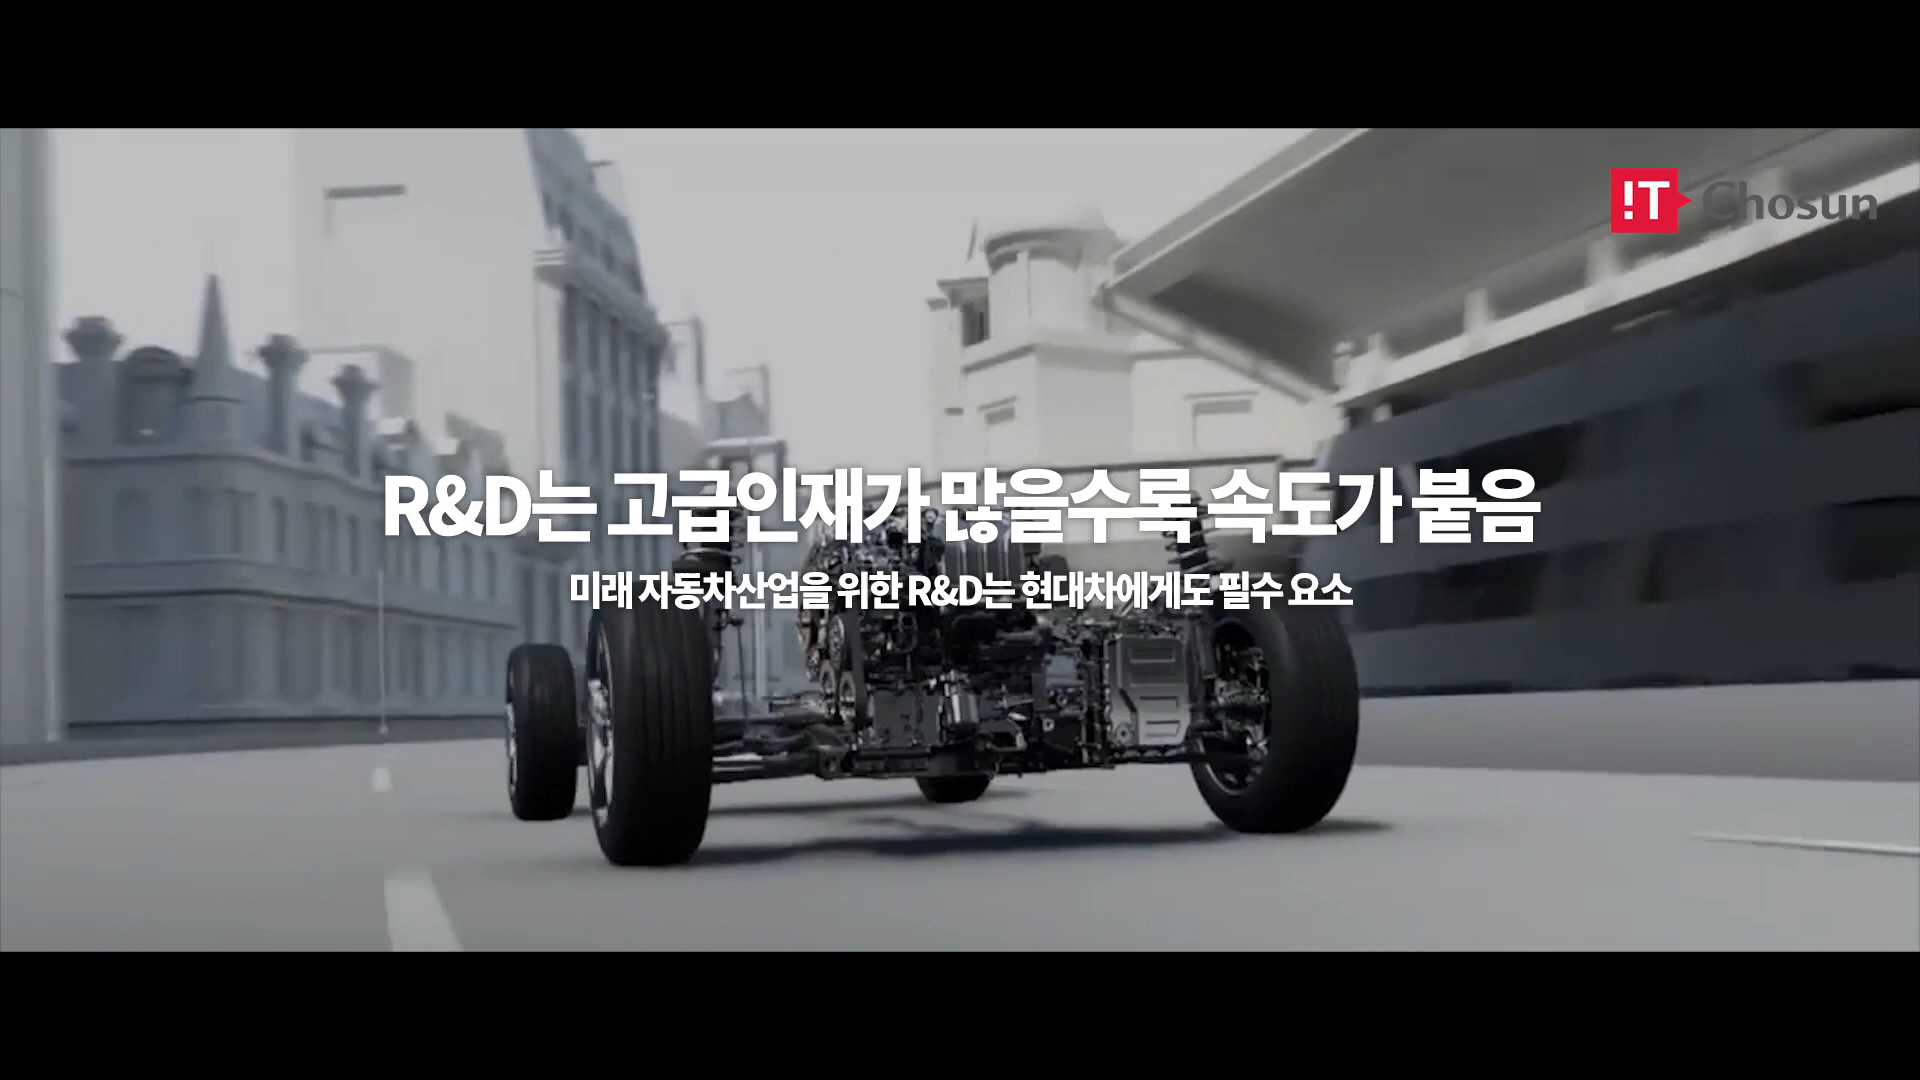 !T Chosun
R&D는 고급인재가 많을수록 속도가 붙음
미래 자동차산업을 위한 R&D는 현대차에게도 필수 요소